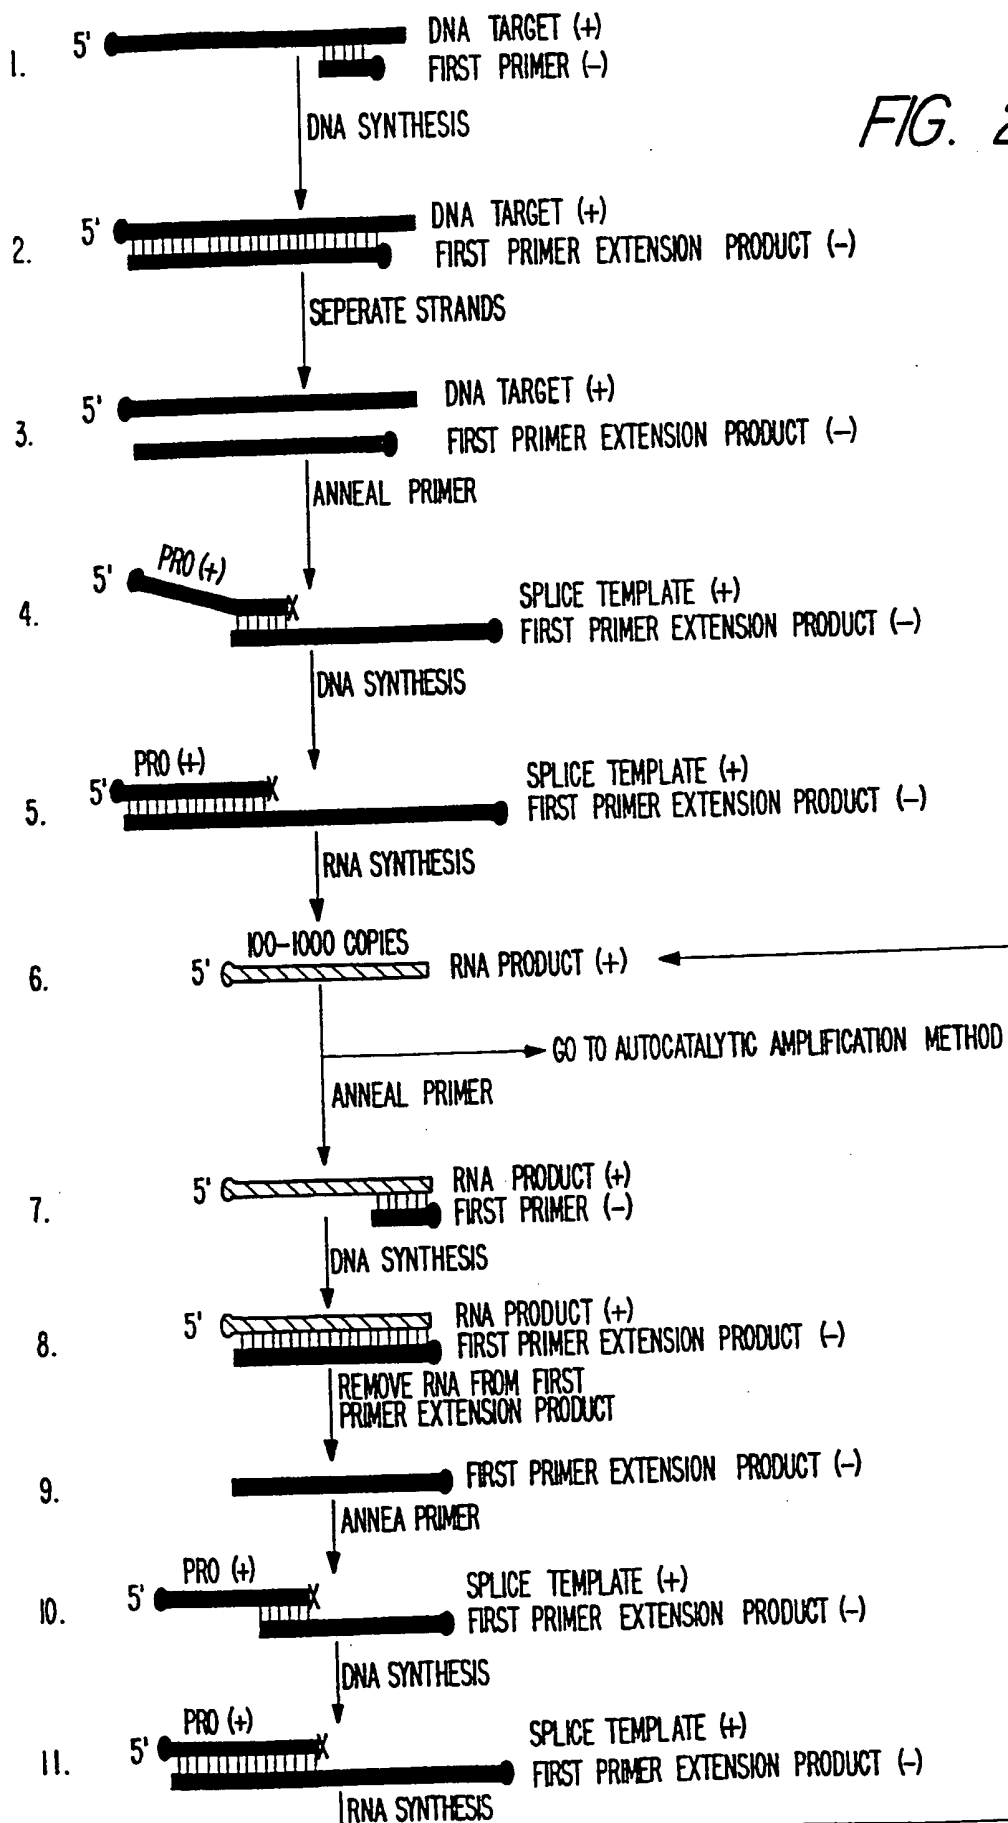 5' DNA TARGET (+)
1. FIRST PRIMER (–)
DNA SYNTHESIS
FIG. 2
5' DNA TARGET (+)
2. FIRST PRIMER EXTENSION PRODUCT (–)
SEPERATE STRANDS
5' DNA TARGET (+)
3. FIRST PRIMER EXTENSION PRODUCT (–)
ANNEAL PRIMER
5' PRO (+)
SPLICE TEMPLATE (+)
4. FIRST PRIMER EXTENSION PRODUCT (–)
DNA SYNTHESIS
PRO (+)
5' X SPLICE TEMPLATE (+)
5. FIRST PRIMER EXTENSION PRODUCT (–)
RNA SYNTHESIS
100-1000 COPIES
6. 5' RNA PRODUCT (+)
GO TO AUTOCATALYTIC AMPLIFICATION METHOD
ANNEAL PRIMER
5' RNA PRODUCT (+)
7. FIRST PRIMER (–)
DNA SYNTHESIS
5' RNA PRODUCT (+)
8. FIRST PRIMER EXTENSION PRODUCT (–)
REMOVE RNA FROM FIRST
PRIMER EXTENSION PRODUCT
9. FIRST PRIMER EXTENSION PRODUCT (–)
ANNEA PRIMER
PRO (+)
5' X SPLICE TEMPLATE (+)
10. FIRST PRIMER EXTENSION PRODUCT (–)
DNA SYNTHESIS
PRO (+)
5' X SPLICE TEMPLATE (+)
11. FIRST PRIMER EXTENSION PRODUCT (–)
RNA SYNTHESIS